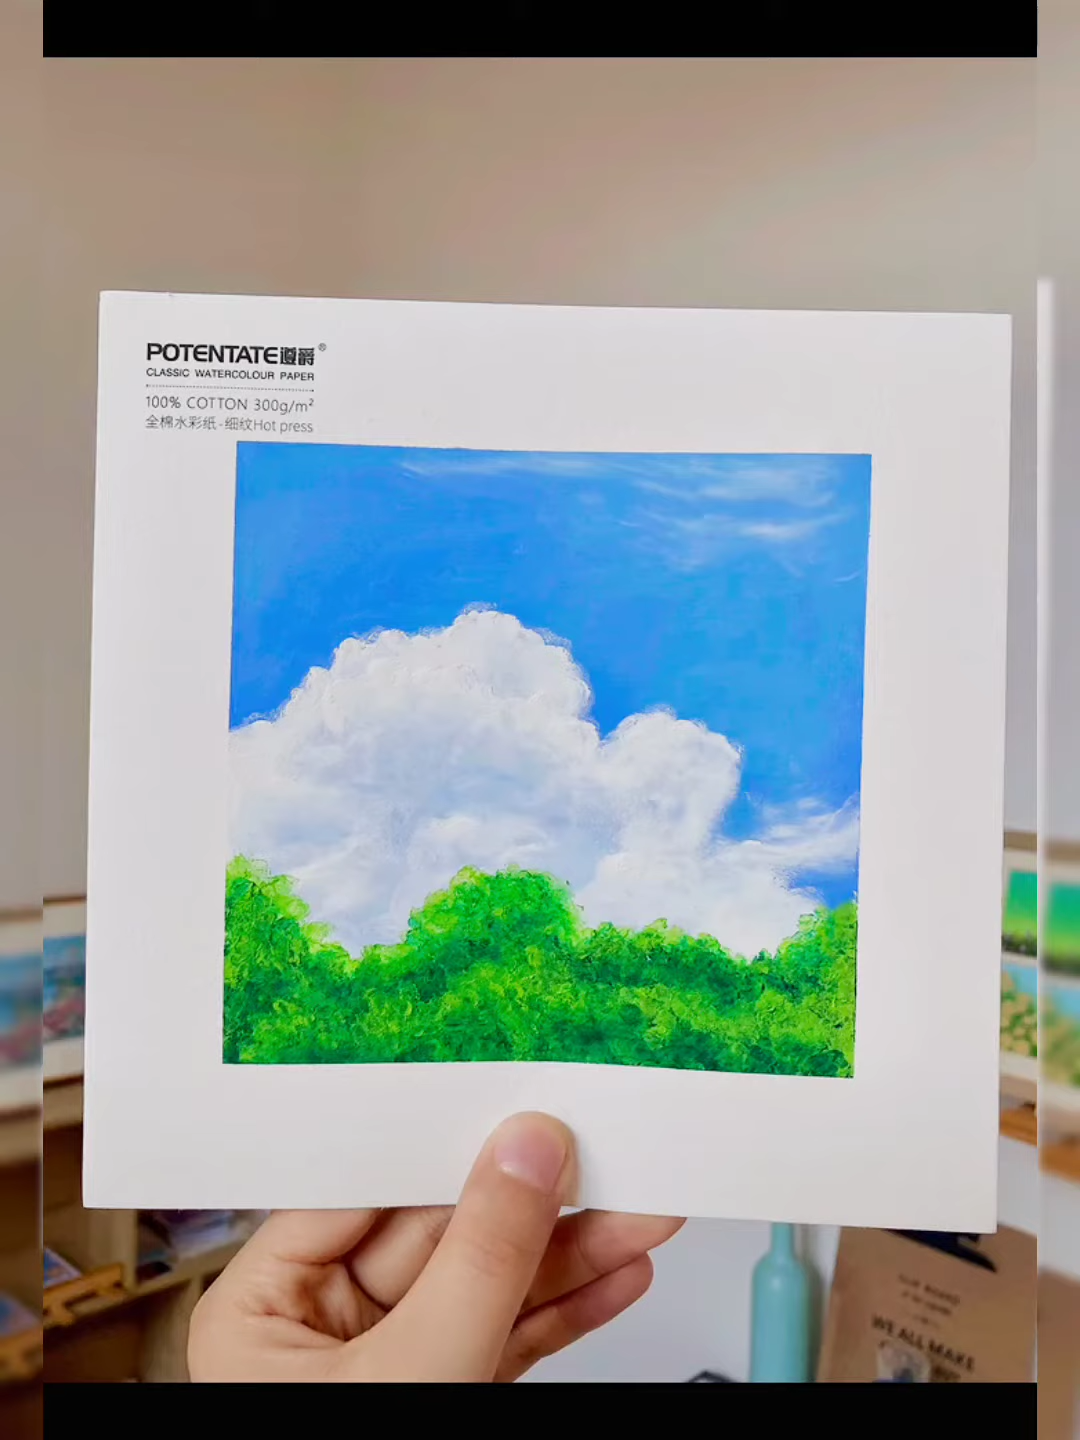 POTENTATE遵爵®
CLASSIC WATERCOLOUR PAPER
100% COTTON 300g/m²
全棉水彩纸-细纹Hot press
WE ALL MAKE